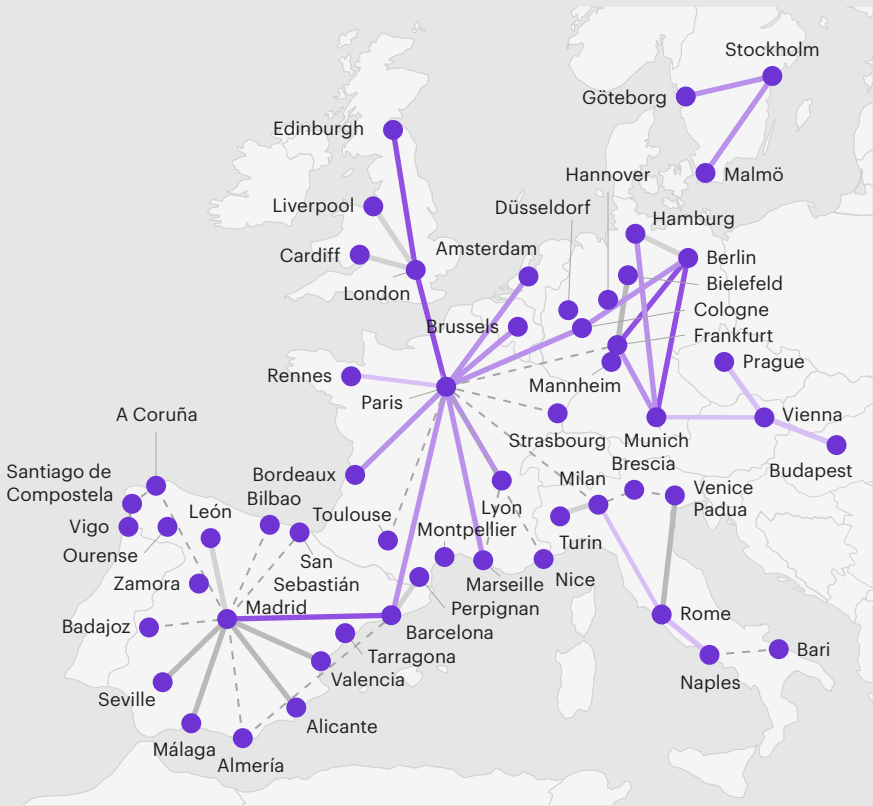 Stockholm
Göteborg
Edinburgh
Malmö
Hannover
Liverpool
Düsseldorf
Hamburg
Cardiff
Amsterdam
Berlin
Bielefeld
London
Cologne
Brussels
Frankfurt
Prague
Rennes
Mannheim
Paris
A Coruña
Vienna
Strasbourg
Munich
Santiago de
Compostela
Bordeaux
Brescia
Budapest
Bilbao
Milan
Venice
Padua
León
Lyon
Toulouse
Vigo
Montpellier
Turin
Ourense
San
Sebastián
Zamora
Marseille
Nice
Madrid
Perpignan
Rome
Badajoz
Barcelona
Tarragona
Bari
Valencia
Naples
Seville
Alicante
Málaga
Almería